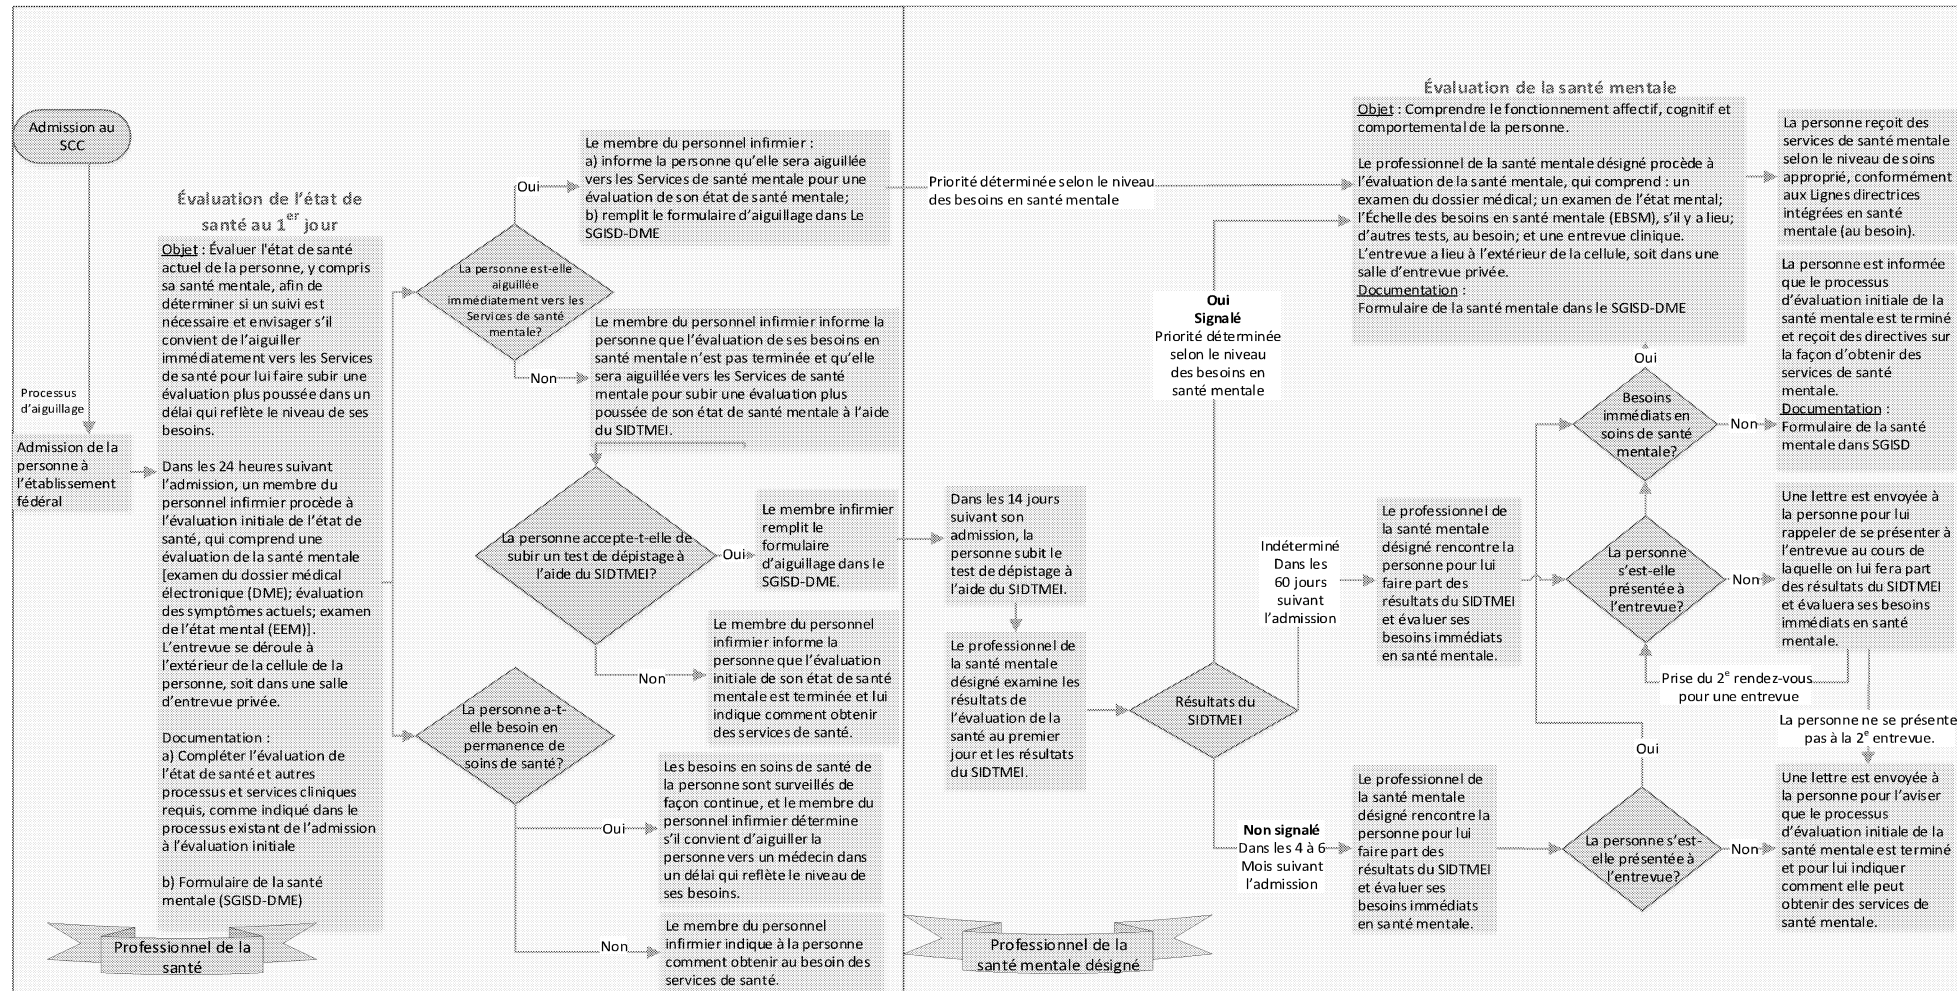 Admission au
SCC
Processus
d'aiguillage
Admission de la
personne à
l'établissement
fédéral
Évaluation de l'état de
santé au 1er jour
Objet : Évaluer l'état de santé
actuel de la personne, y compris
sa santé mentale, afin de
déterminer si un suivi est
nécessaire et envisager s'il
convient de l'aiguiller
immédiatement vers les Services
de santé pour lui faire subir une
évaluation plus poussée dans un
délai qui reflète le niveau de ses
besoins.
Dans les 24 heures suivant
l'admission, un membre du
personnel infirmier procède à
l'évaluation initiale de l'état de
santé, qui comprend une
évaluation de la santé mentale
[examen du dossier médical
électronique (DME); évaluation
des symptômes actuels; examen
de l'état mental (EEM)].
L'entrevue se déroule à
l'extérieur de la cellule de la
personne, soit dans une salle
d'entrevue privée.
Documentation :
a) Compléter l'évaluation de
l'état de santé et autres
processus et services cliniques
requis, comme indiqué dans le
processus existant de l'admission
à l'évaluation initiale
b) Formulaire de la santé
mentale (SGISD-DME)
Professionnel de la
santé
La personne est-elle
aiguillée
immédiatement vers les
Services de santé
mentale?
Oui
Le membre du personnel infirmier :
a) informe la personne qu'elle sera aiguillée
vers les Services de santé mentale pour une
évaluation de son état de santé mentale;
b) remplit le formulaire d'aiguillage dans Le
SGISD-DME
Non
Le membre du personnel infirmier informe la
personne que l'évaluation de ses besoins en
santé mentale n'est pas terminée et qu'elle
sera aiguillée vers les Services de santé
mentale pour subir une évaluation plus
poussée de son état de santé mentale à l'aide
du SIDTMEI.
La personne accepte-t-elle de
subir un test de dépistage à
l'aide du SIDTMEI?
Oui
Le membre infirmier
remplit le
formulaire
d'aiguillage dans le
SGISD-DME.
Non
Le membre du personnel
infirmier informe la
personne que l'évaluation
initiale de son état de santé
mentale est terminée et lui
indique comment obtenir
des services de santé.
La personne a-t-
elle besoin en
permanence de
soins de santé?
Oui
Les besoins en soins de santé de
la personne sont surveillés de
façon continue, et le membre du
personnel infirmier détermine
s'il convient d'aiguiller la
personne vers un médecin dans
un délai qui reflète le niveau de
ses besoins.
Non
Le membre du personnel
infirmier indique à la personne
comment obtenir au besoin des
services de santé.
Priorité déterminée selon le niveau
des besoins en santé mentale
Dans les 14 jours
suivant son
admission, la
personne subit le
test de dépistage à
l'aide du SIDTMEI.
Le professionnel de
la santé mentale
désigné examine les
résultats de
l'évaluation de la
santé au premier
jour et les résultats
du SIDTMEI.
Professionnel de la
santé mentale désigné
Résultats du
SIDTMEI
Oui
Signalé
Priorité déterminée
selon le niveau
des besoins en
santé mentale
Indéterminé
Dans les
60 jours
suivant
l'admission
Non signalé
Dans les 4 à 6
Mois suivant
l'admission
Évaluation de la santé mentale
Objet : Comprendre le fonctionnement affectif, cognitif et
comportemental de la personne.
Le professionnel de la santé mentale désigné procède à
l'évaluation de la santé mentale, qui comprend : un
examen du dossier médical; un examen de l'état mental;
l'Échelle des besoins en santé mentale (EBSM), s'il y a lieu;
d'autres tests, au besoin; et une entrevue clinique.
L'entrevue a lieu à l'extérieur de la cellule, soit dans une
salle d'entrevue privée.
Documentation :
Formulaire de la santé mentale dans le SGISD-DME
La personne reçoit des
services de santé mentale
selon le niveau de soins
approprié, conformément
aux Lignes directrices
intégrées en santé
mentale (au besoin).
Oui
Besoins
immédiats en
soins de santé
mentale?
Non
La personne est informée
que le processus
d'évaluation initiale de la
santé mentale est terminé
et reçoit des directives sur
la façon d'obtenir des
services de santé
mentale.
Documentation :
Formulaire de la santé
mentale dans SGISD
Le professionnel de
la santé mentale
désigné rencontre la
personne pour lui
faire part des
résultats du SIDTMEI
et évaluer ses
besoins immédiats
en santé mentale.
La personne
s'est-elle
présentée à
l'entrevue?
Non
Une lettre est envoyée à
la personne pour lui
rappeler de se présenter à
l'entrevue au cours de
laquelle on lui fera part
des résultats du SIDTMEI
et évaluera ses besoins
immédiats en santé
mentale.
Prise du 2e rendez-vous
pour une entrevue
La personne ne se présente
pas à la 2e entrevue.
Oui
Le professionnel de
la santé mentale
désigné rencontre la
personne pour lui
faire part des
résultats du SIDTMEI
et évaluer ses
besoins immédiats
en santé mentale.
La personne s'est-
elle présentée à
l'entrevue?
Non
Une lettre est envoyée à
la personne pour l'aviser
que le processus
d'évaluation initiale de la
santé mentale est terminé
et pour lui indiquer
comment elle peut
obtenir des services de
santé mentale.